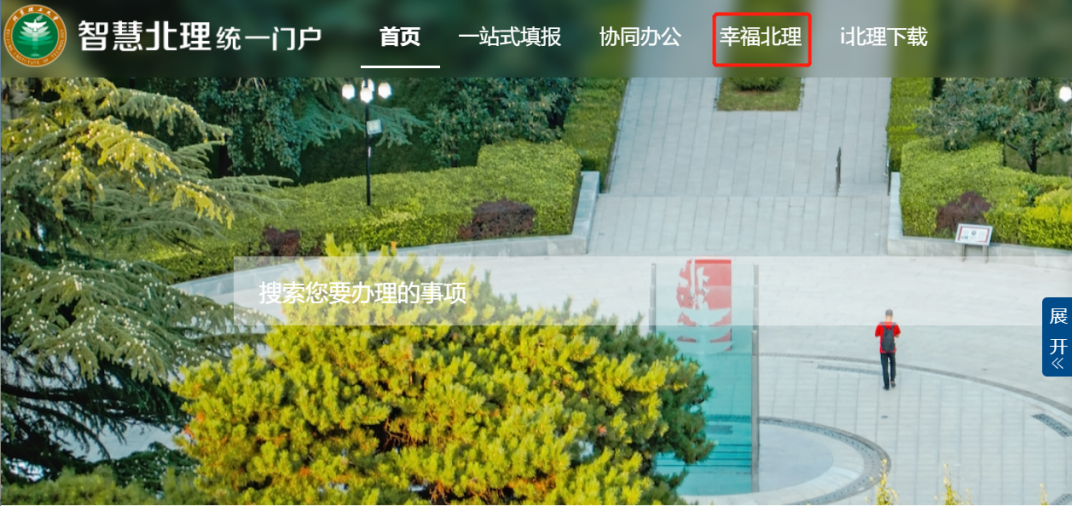 智慧北理统一门户
首页 一站式填报 协同办公 幸福北理 i北理下载
搜索您要办理的事项
展
开